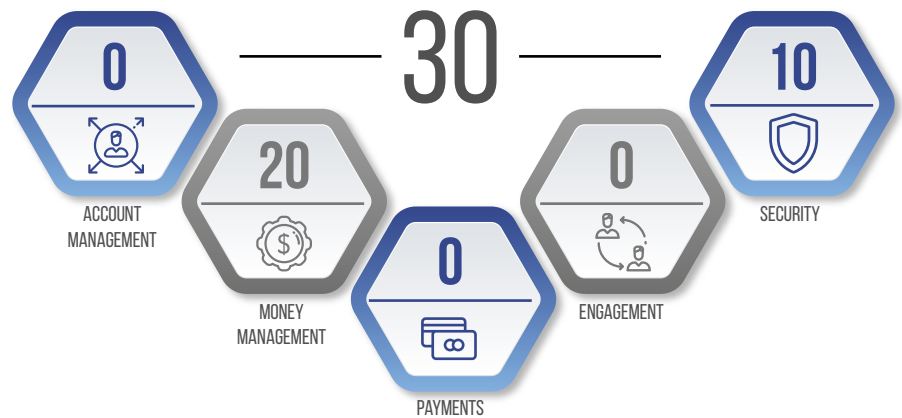 30
0
ACCOUNT
MANAGEMENT
20
$
MONEY
MANAGEMENT
0
PAYMENTS
0
ENGAGEMENT
10
SECURITY